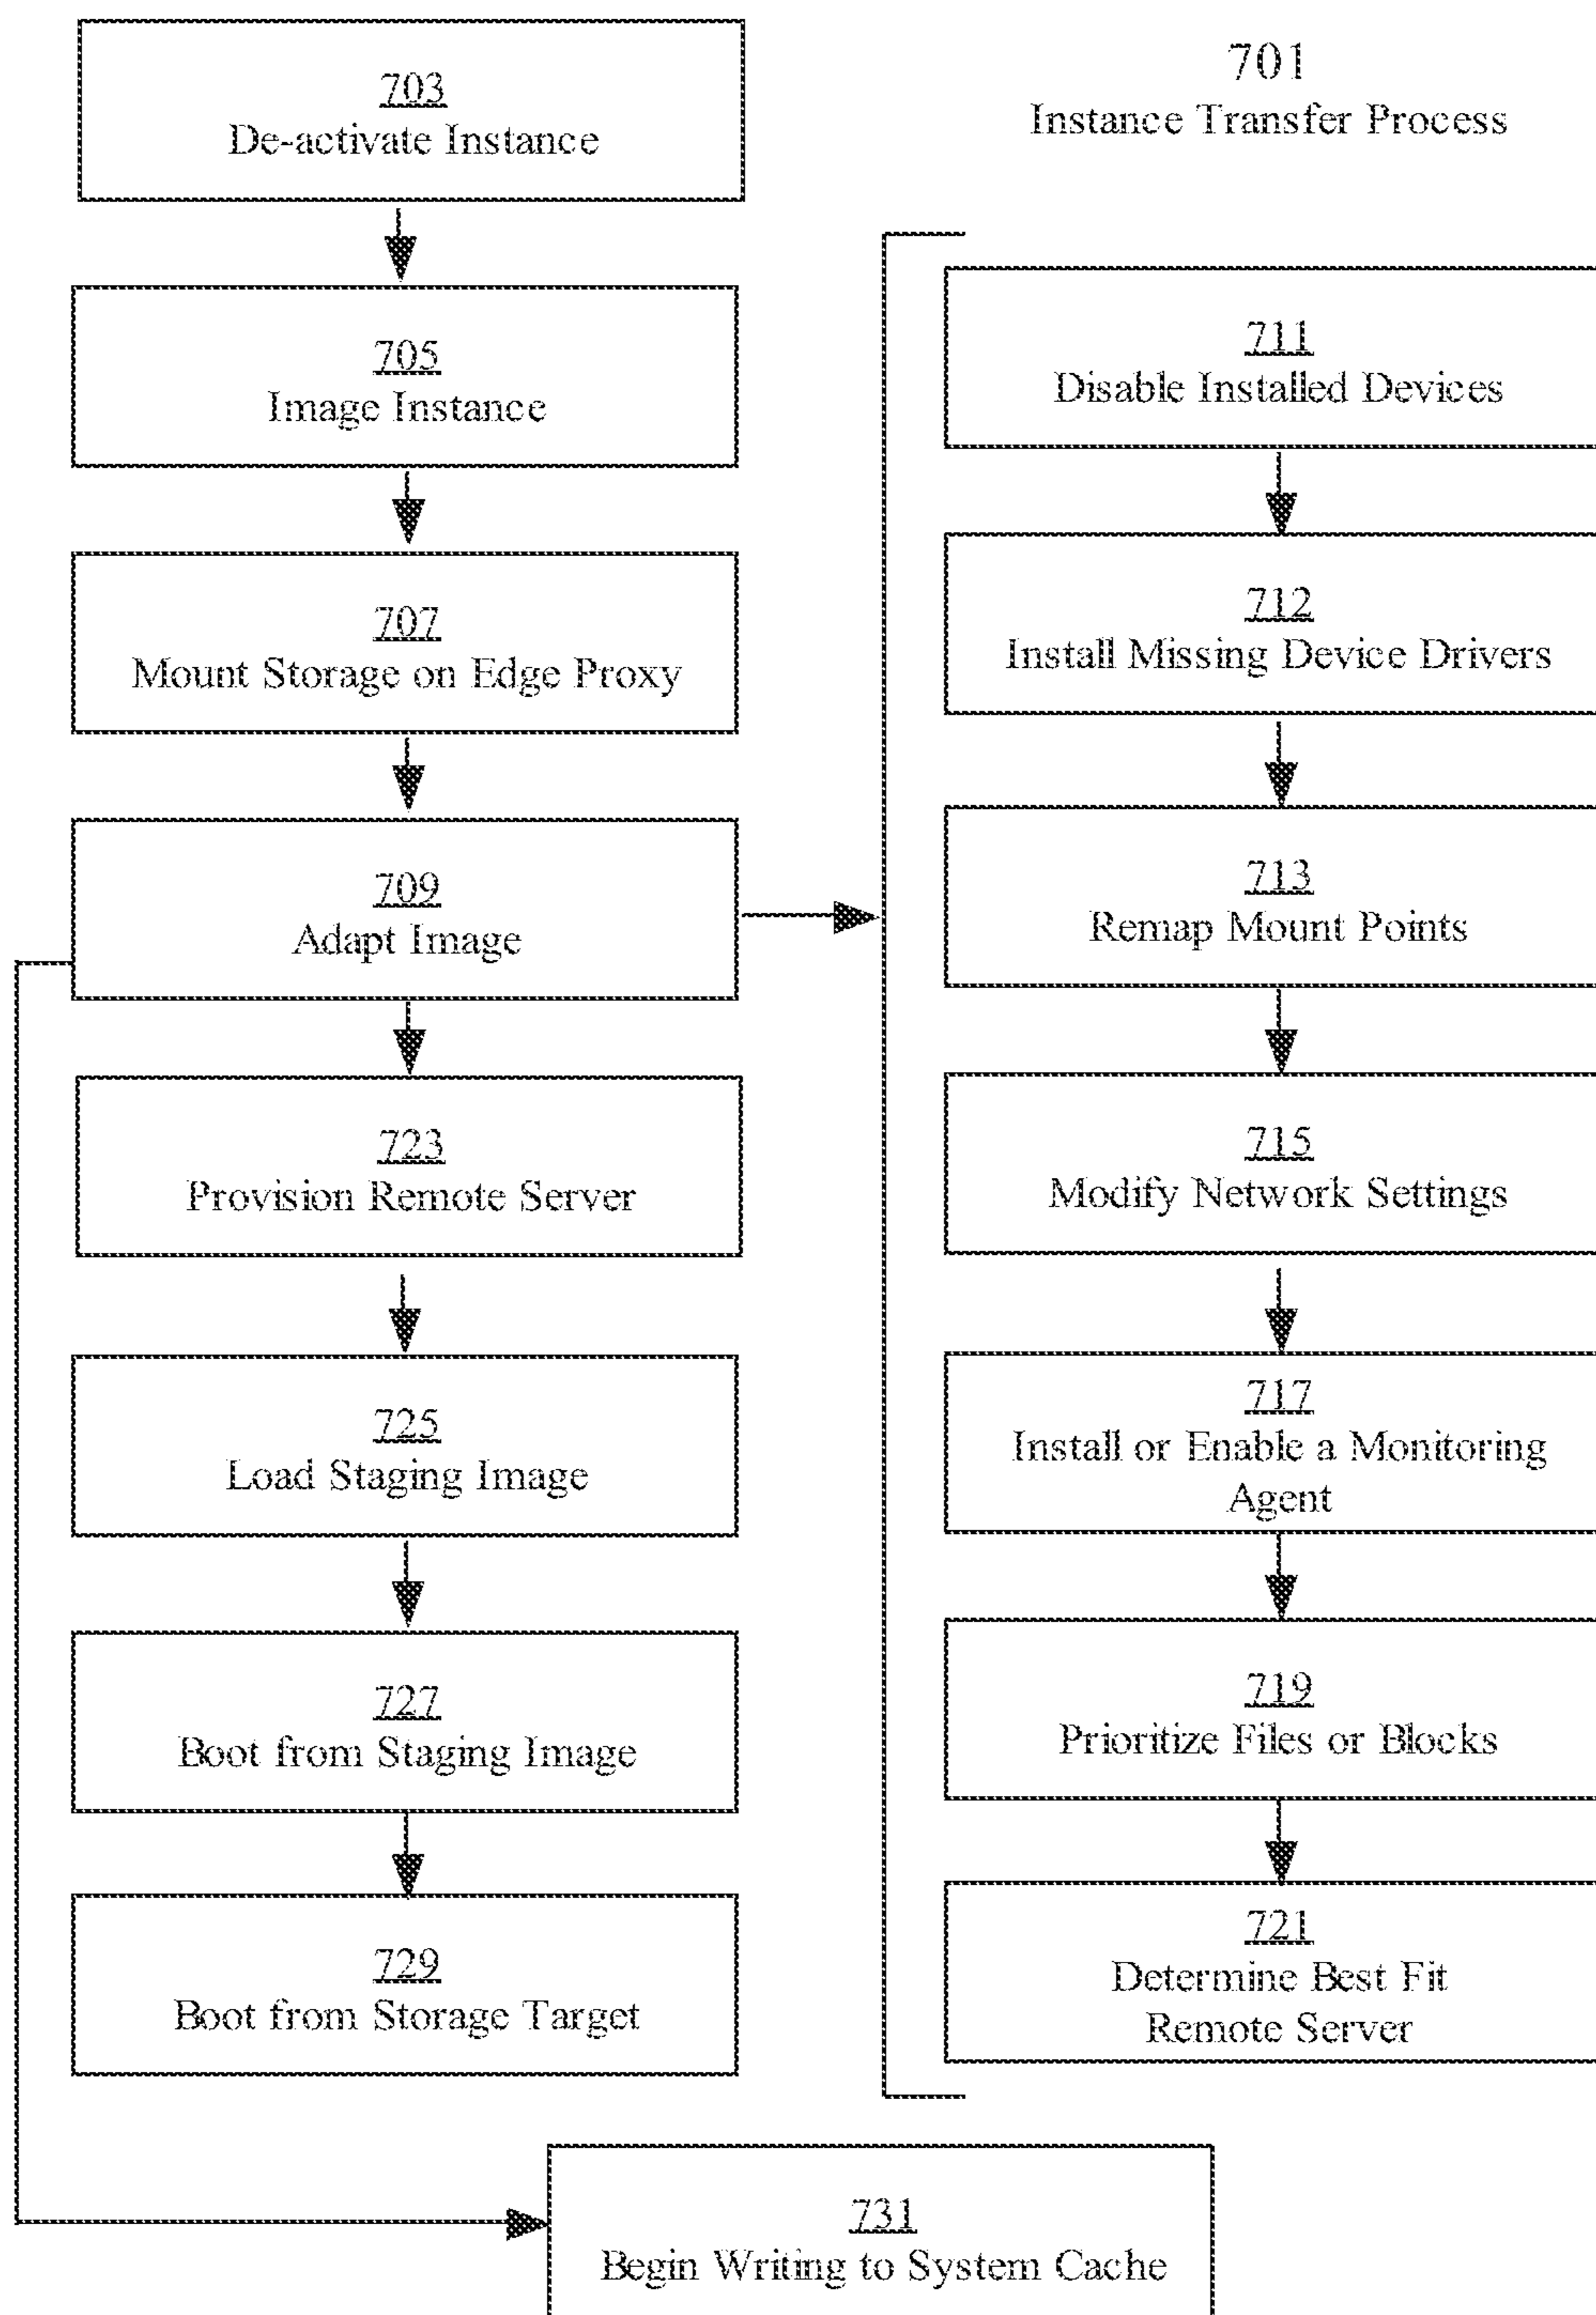 701
Instance Transfer Process
703
De-activate Instance
705
Image Instance
707
Mount Storage on Edge Proxy
709
Adapt Image
723
Provision Remote Server
725
Load Staging Image
727
Boot from Staging Image
729
Boot from Storage Target
711
Disable Installed Devices
712
Install Missing Device Drivers
713
Remap Mount Points
715
Modify Network Settings
717
Install or Enable a Monitoring
Agent
719
Prioritize Files or Blocks
721
Determine Best Fit
Remote Server
731
Begin Writing to System Cache